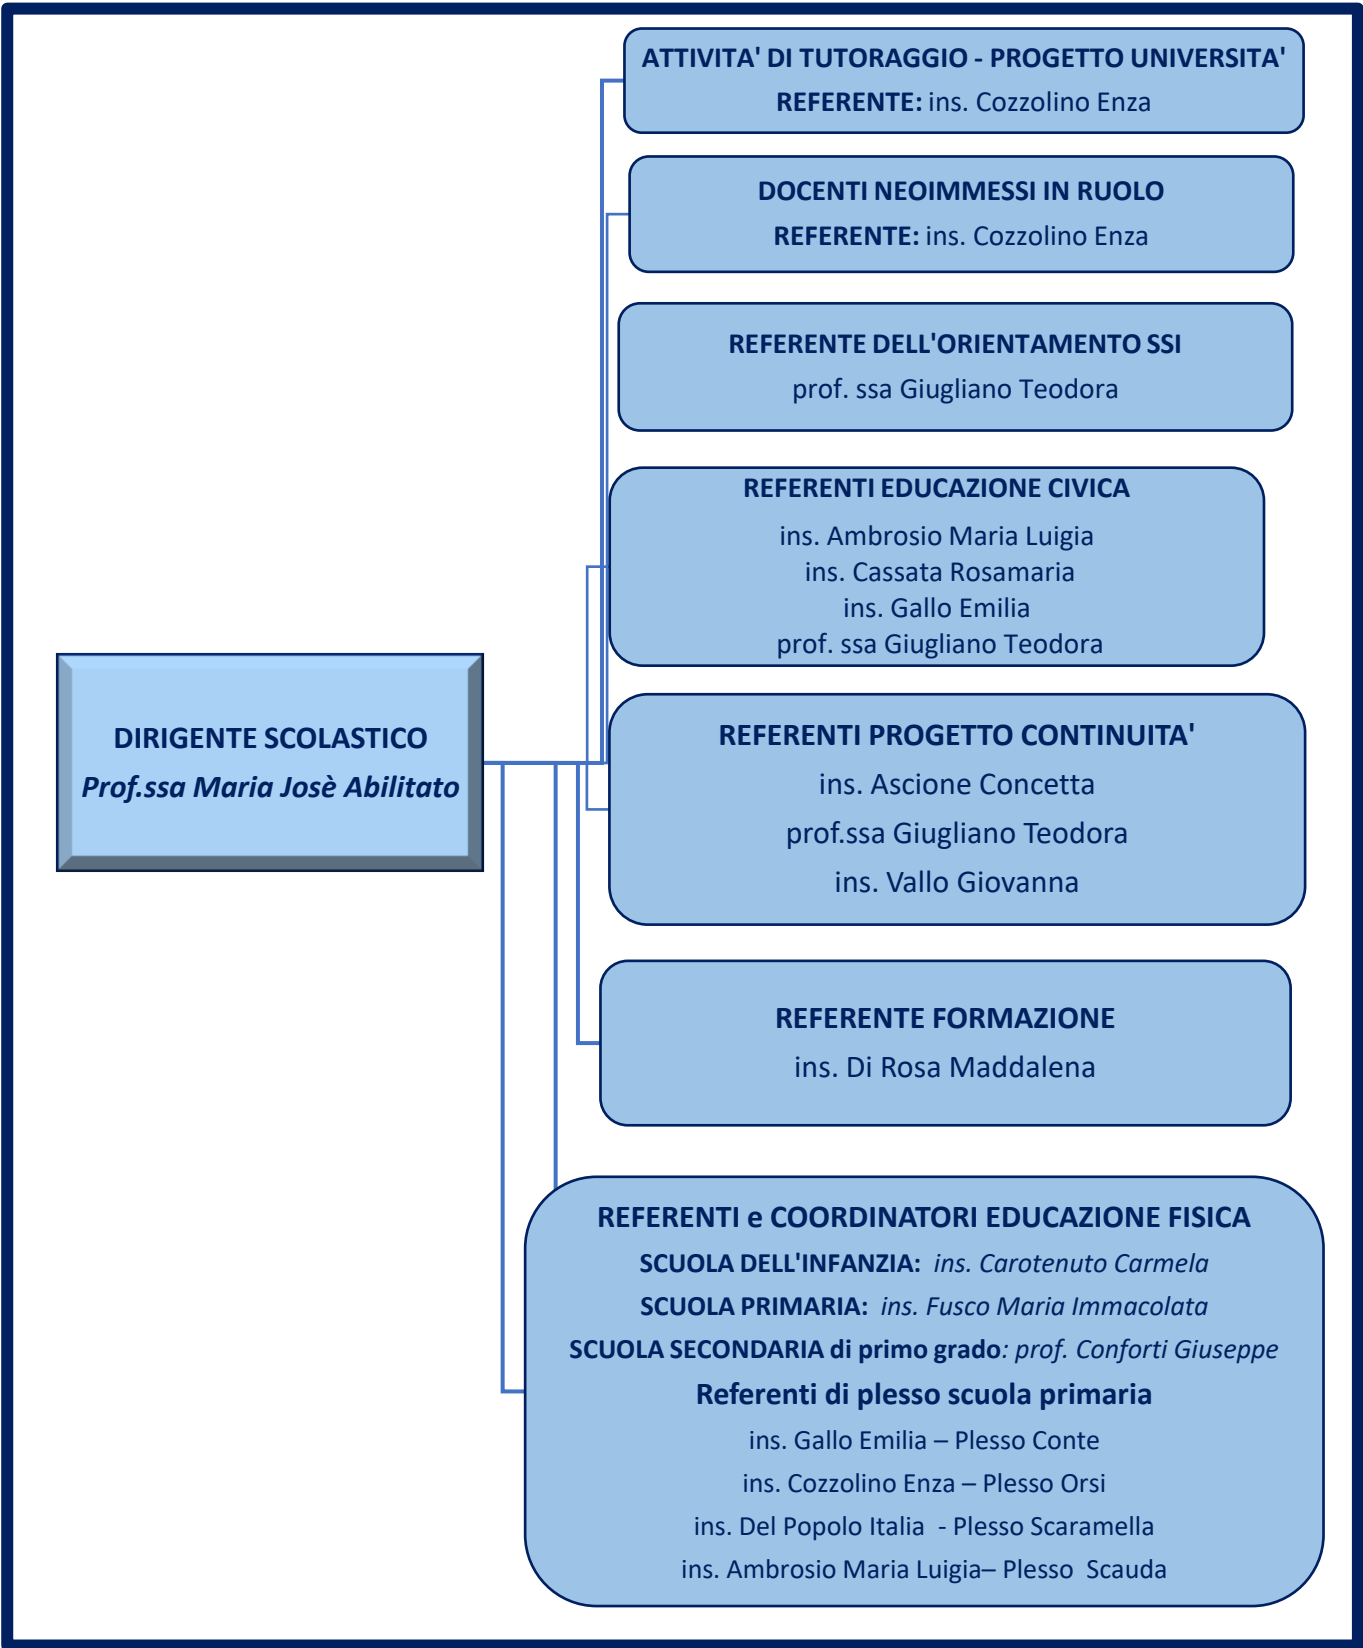 ATTIVITA' DI TUTORAGGIO - PROGETTO UNIVERSITA'
REFERENTE: ins. Cozzolino Enza
DOCENTI NEOIMMESSI IN RUOLO
REFERENTE: ins. Cozzolino Enza
REFERENTE DELL'ORIENTAMENTO SSI
prof. ssa Giugliano Teodora
REFERENTI EDUCAZIONE CIVICA
ins. Ambrosio Maria Luigia
ins. Cassata Rosamaria
ins. Gallo Emilia
prof. ssa Giugliano Teodora
DIRIGENTE SCOLASTICO
Prof.ssa Maria Josè Abilitato
REFERENTI PROGETTO CONTINUITA'
ins. Ascione Concetta
prof.ssa Giugliano Teodora
ins. Vallo Giovanna
REFERENTE FORMAZIONE
ins. Di Rosa Maddalena
REFERENTI e COORDINATORI EDUCAZIONE FISICA
SCUOLA DELL'INFANZIA: ins. Carotenuto Carmela
SCUOLA PRIMARIA: ins. Fusco Maria Immacolata
SCUOLA SECONDARIA di primo grado: prof. Conforti Giuseppe
Referenti di plesso scuola primaria
ins. Gallo Emilia – Plesso Conte
ins. Cozzolino Enza – Plesso Orsi
ins. Del Popolo Italia - Plesso Scaramella
ins. Ambrosio Maria Luigia– Plesso Scauda